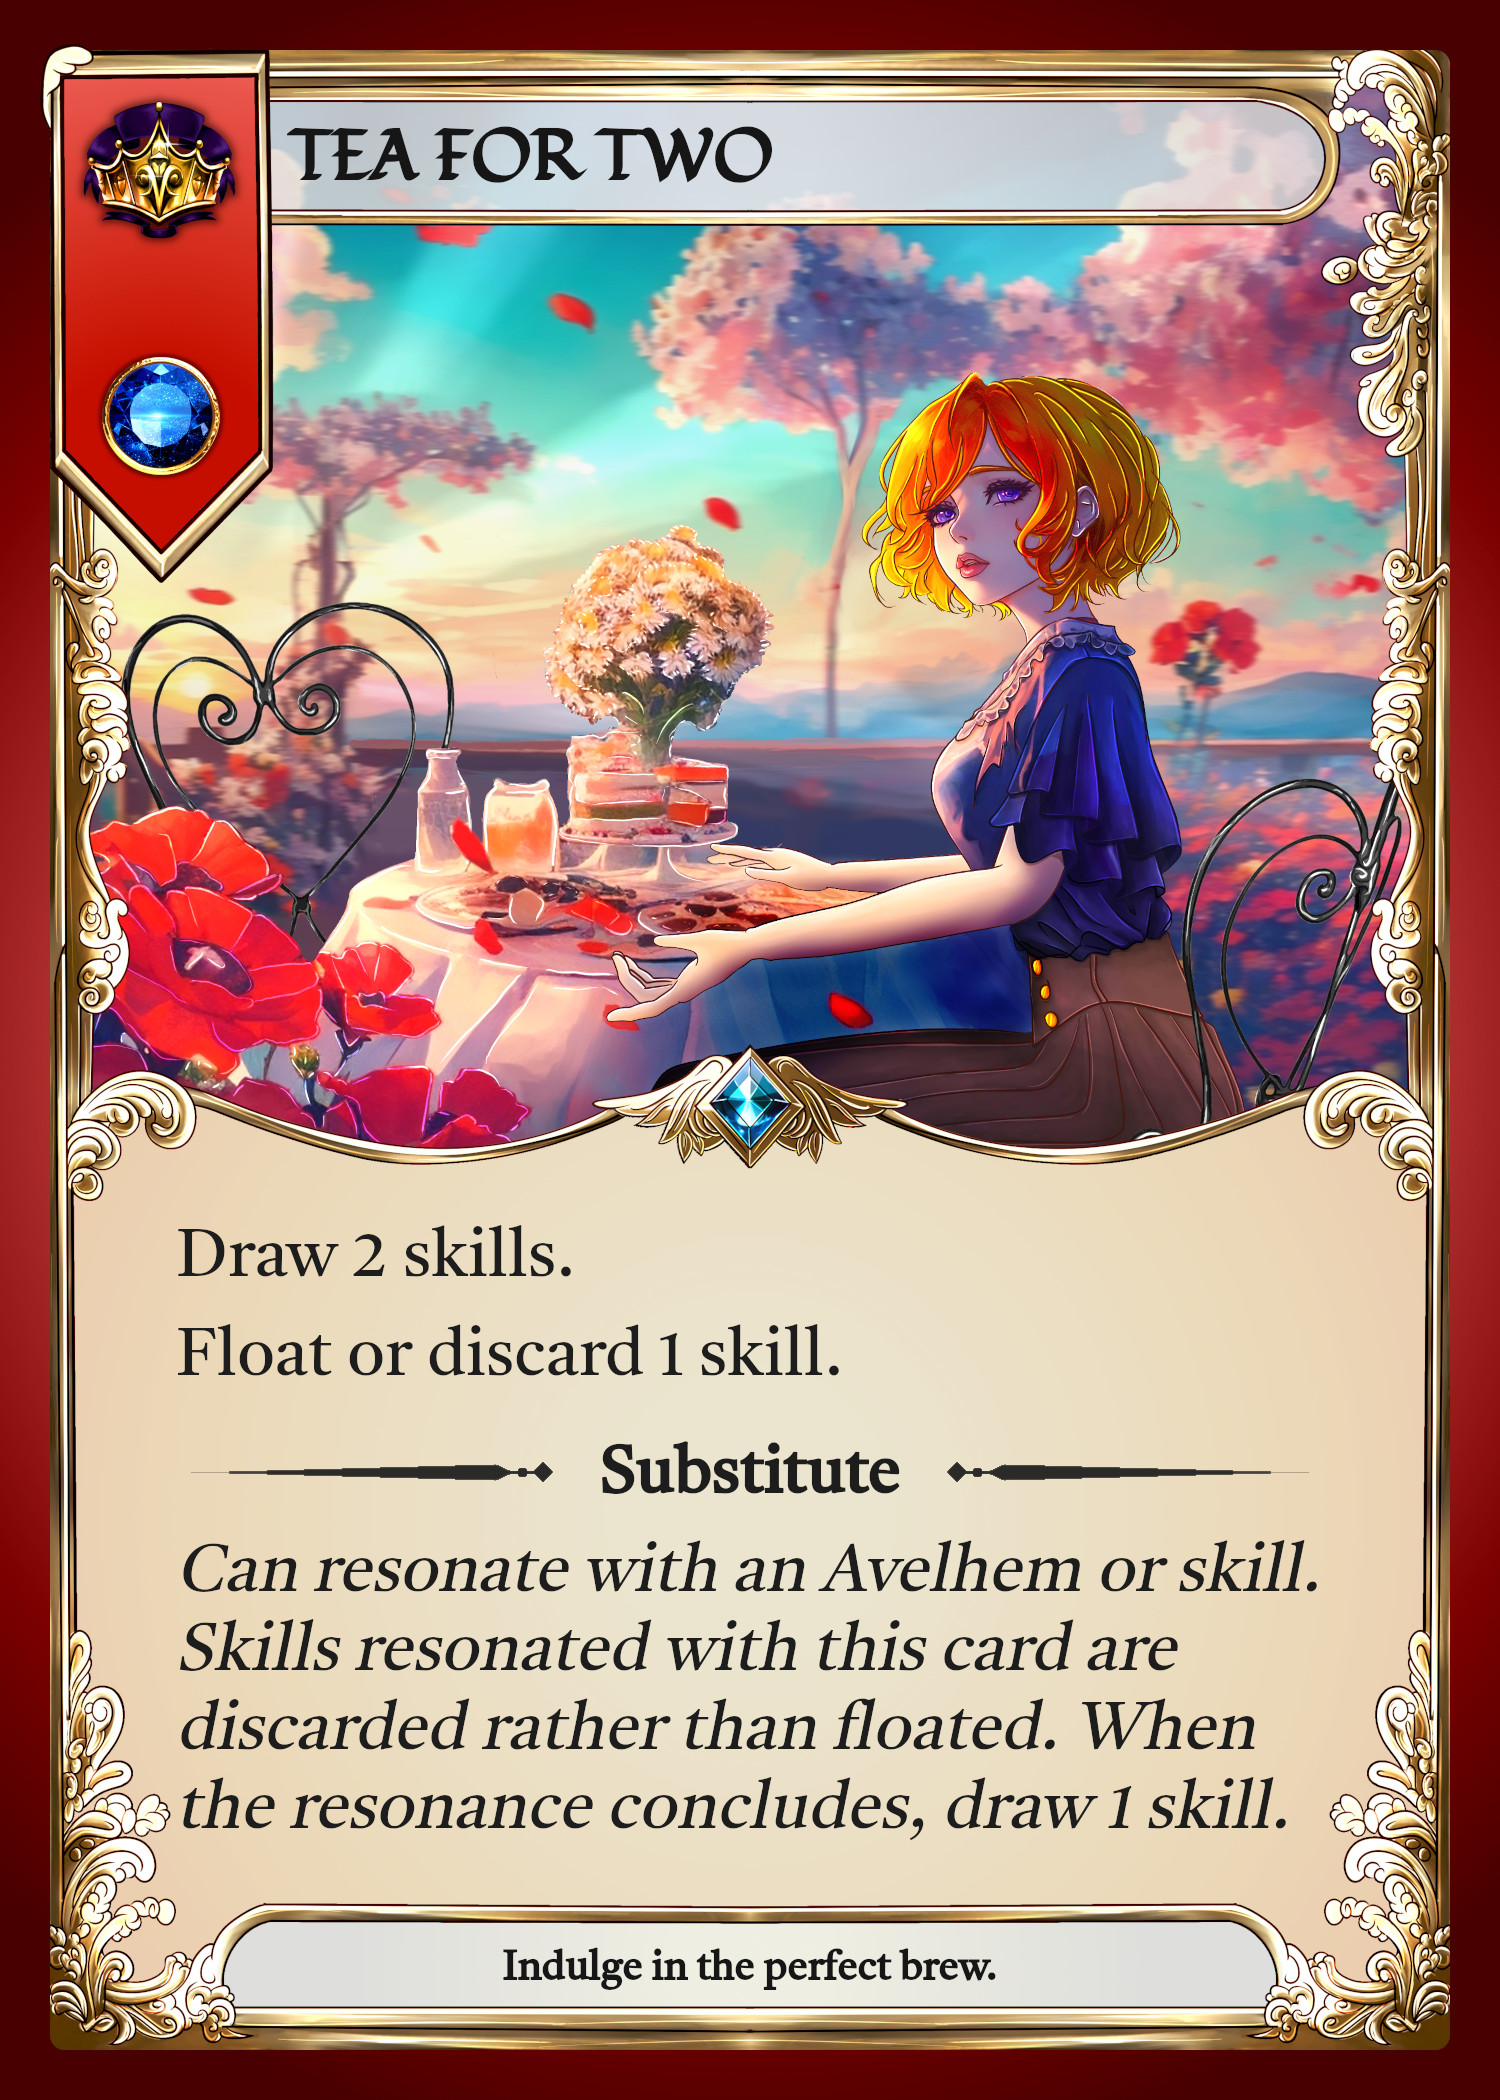 TEA FOR TWO
Draw 2 skills.
Float or discard 1 skill.
Substitute
Can resonate with an Avelhem or skill.
Skills resonated with this card are
discarded rather than floated. When
the resonance concludes, draw 1 skill.
Indulge in the perfect brew.